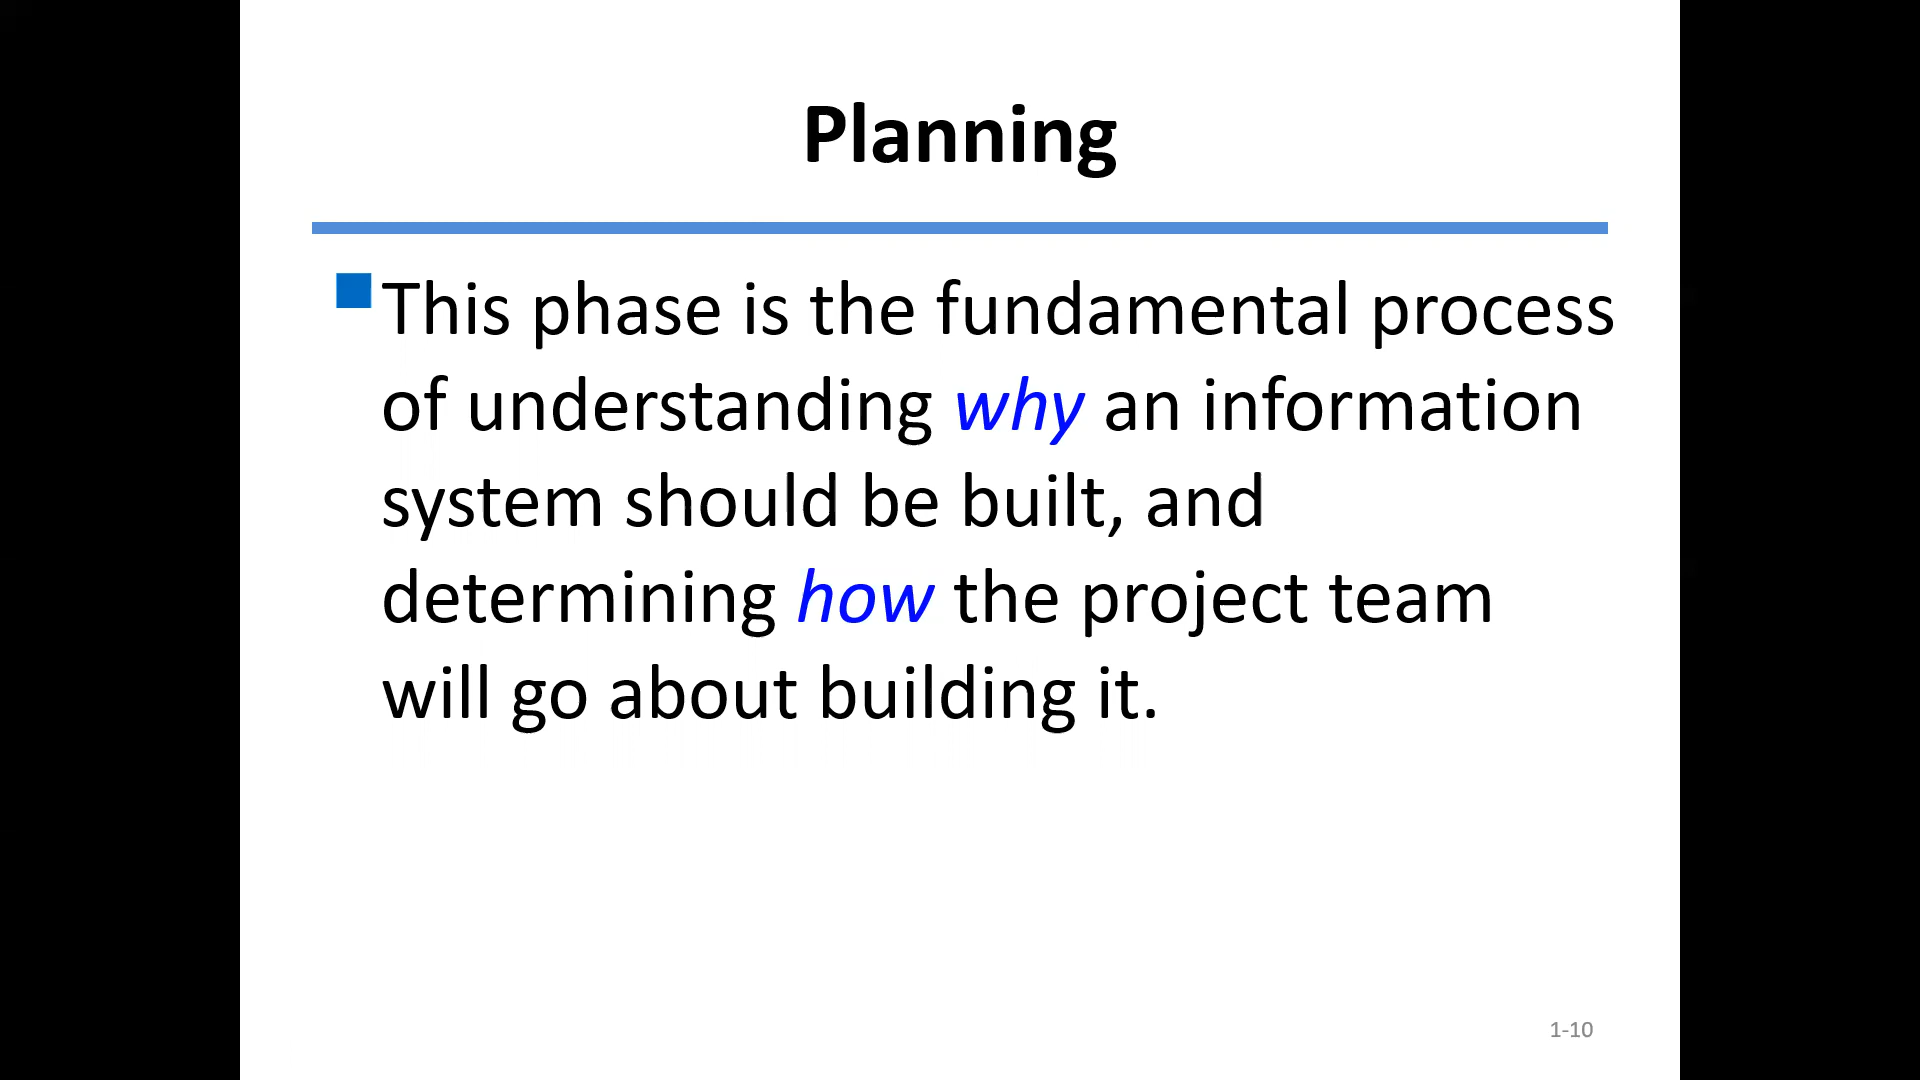 Planning
This phase is the fundamental process
of understanding why an information
system should be built, and
determining how the project team
will go about building it.
1-10